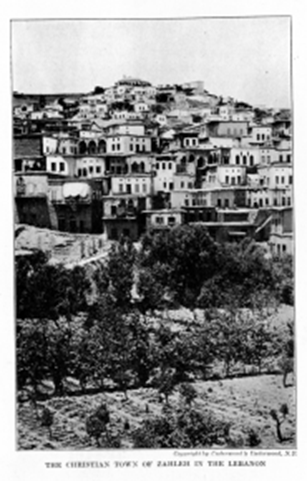 Copyright by Underwood & Underwood, N.Y.
THE CHRISTIAN TOWN OF ZAHLEH IN THE LEBANON